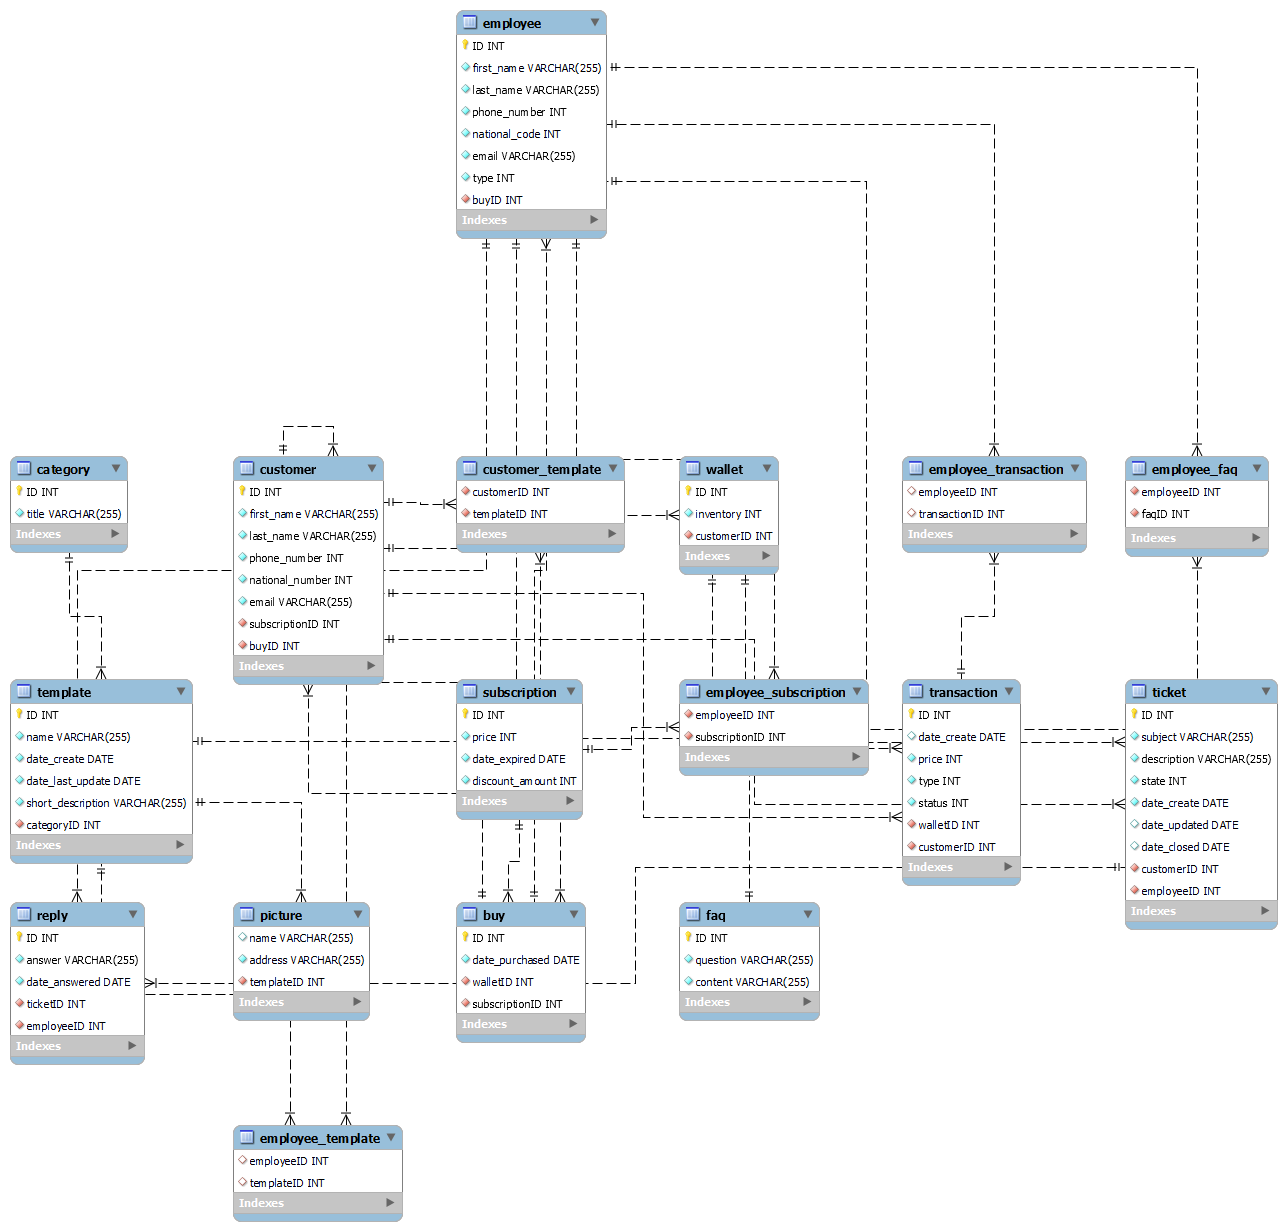 employee
ID INT
first_name VARCHAR(255)
last_name VARCHAR(255)
phone_number INT
national_code INT
email VARCHAR(255)
type INT
buyID INT
Indexes
category
ID INT
title VARCHAR(255)
Indexes
customer
ID INT
first_name VARCHAR(255)
last_name VARCHAR(255)
phone_number INT
national_number INT
email VARCHAR(255)
subscriptionID INT
buyID INT
Indexes
customer_template
customerID INT
templateID INT
Indexes
wallet
ID INT
inventory INT
customerID INT
Indexes
employee_transaction
employeeID INT
transactionID INT
Indexes
employee_faq
employeeID INT
faqID INT
Indexes
template
ID INT
name VARCHAR(255)
date_create DATE
date_last_update DATE
short_description VARCHAR(255)
categoryID INT
Indexes
subscription
ID INT
price INT
date_expired DATE
discount_amount INT
Indexes
employee_subscription
employeeID INT
subscriptionID INT
Indexes
transaction
ID INT
date_create DATE
price INT
type INT
status INT
walletID INT
customerID INT
Indexes
ticket
ID INT
subject VARCHAR(255)
description VARCHAR(255)
state INT
date_create DATE
date_updated DATE
date_closed DATE
customerID INT
employeeID INT
Indexes
reply
ID INT
answer VARCHAR(255)
date_answered DATE
ticketID INT
employeeID INT
Indexes
picture
name VARCHAR(255)
address VARCHAR(255)
templateID INT
Indexes
buy
ID INT
date_purchased DATE
walletID INT
subscriptionID INT
Indexes
faq
ID INT
question VARCHAR(255)
content VARCHAR(255)
Indexes
employee_template
employeeID INT
templateID INT
Indexes